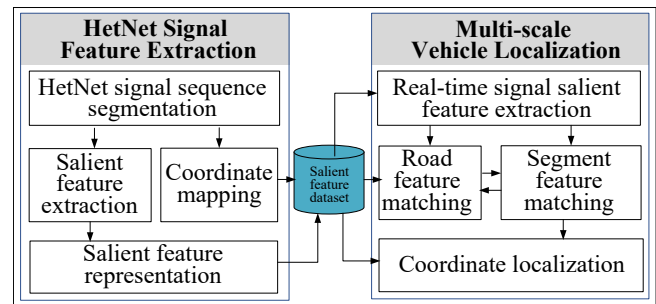 HetNet Signal
Feature Extraction
HetNet signal sequence
segmentation
Salient
feature
extraction
Coordinate
mapping
Salient feature
representation
Salient
feature
dataset
Multi-scale
Vehicle Localization
Real-time signal salient
feature extraction
Road
feature
matching
Segment
feature
matching
Coordinate localization